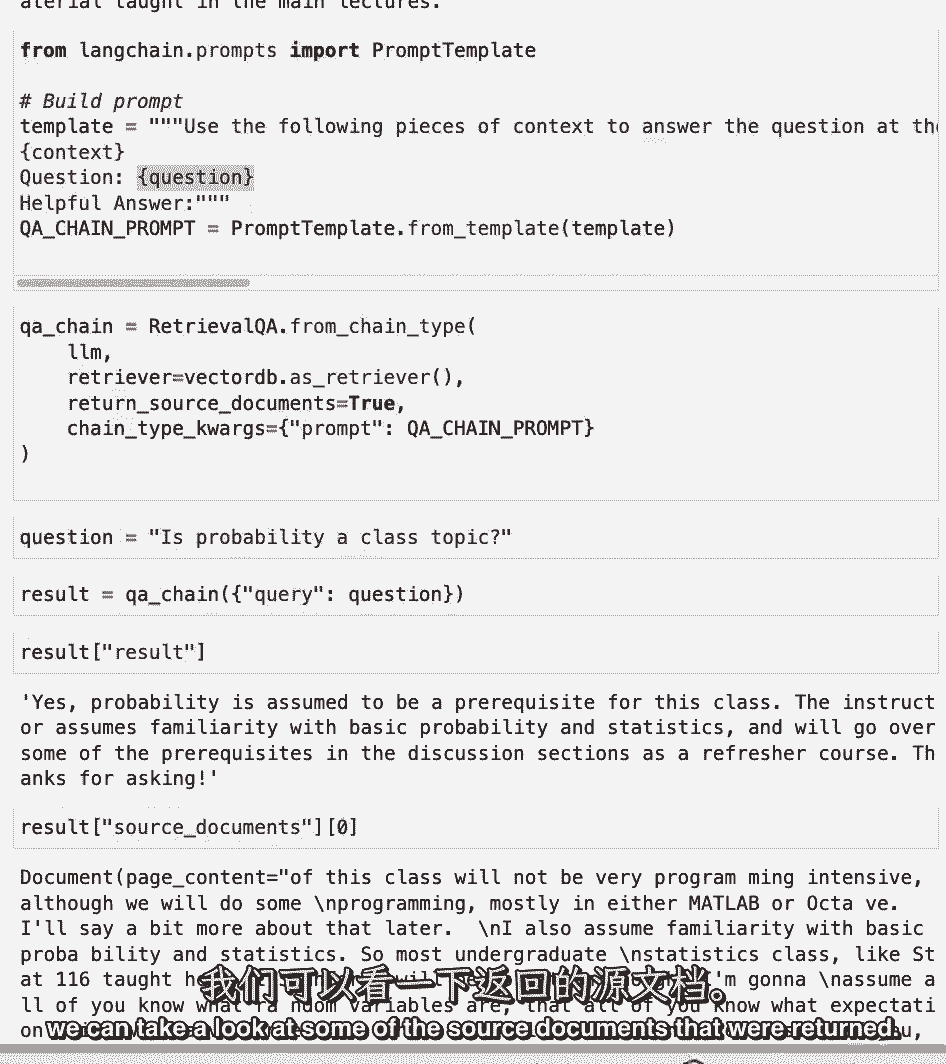 aterial taught in the main lectures.
from langchain.prompts import PromptTemplate
# Build prompt
template = """Use the following pieces of context to answer the question at the
{context}
Question: {question}
Helpful Answer:"""
QA_CHAIN_PROMPT = PromptTemplate.from_template(template)
qa_chain = RetrievalQA.from_chain_type(
    llm,
    retriever=vectordb.as_retriever(),
    return_source_documents=True,
    chain_type_kwargs={"prompt": QA_CHAIN_PROMPT}
)
question = "Is probability a class topic?"
result = qa_chain({"query": question})
result["result"]
'Yes, probability is assumed to be a prerequisite for this class. The instruct
or assumes familiarity with basic probability and statistics, and will go over
some of the prerequisites in the discussion sections as a refresher course. Th
anks for asking!'
result["source_documents"][0]
Document(page_content="of this class will not be very program ming intensive,
although we will do some \nprogramming, mostly in either MATLAB or Octa ve.
I'll say a bit more about that later.  \nI also assume familiarity with basic
proba bility and statistics. So most undergraduate \nstatistics class, like St
at 116 taught I'm gonna \nassume a
ll of you know what ra ndom variables are, that all of you know what expectati
on
我们可以看一下返回的源文档。
we can take a look at some of the source documents that were returned.